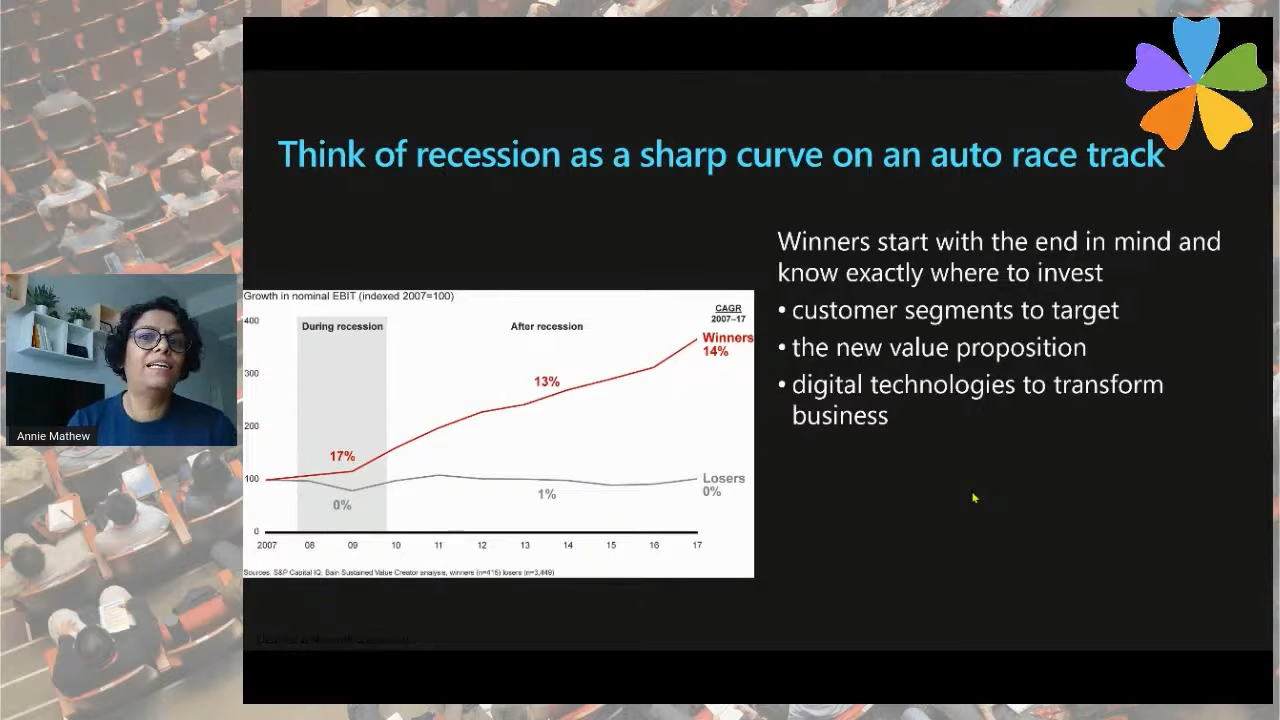 Think of recession as a sharp curve on an auto race track
Winners start with the end in mind and
know exactly where to invest
• customer segments to target
• the new value proposition
• digital technologies to transform
business
Growth in nominal EBIT (indexed 2007=100)
CAGR
2007–17
400
During recession
After recession
Winners
14%
13%
300
200
17%
100
Losers
0%
0%
1%
0
2007 08 09 10 11 12 13 14 15 16 17
Sources: S&P Capital IQ; Bain Sustained Value Creator analysis, winners (n=415) losers (n=3,449)
Annie Mathew